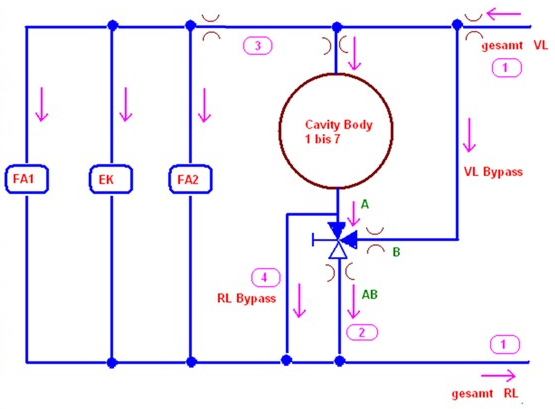 gesamt VL
1
3
Cavity Body
1 bis 7
FA1
EK
FA2
VL Bypass
A
B
4
RL Bypass
AB
2
1
gesamt RL